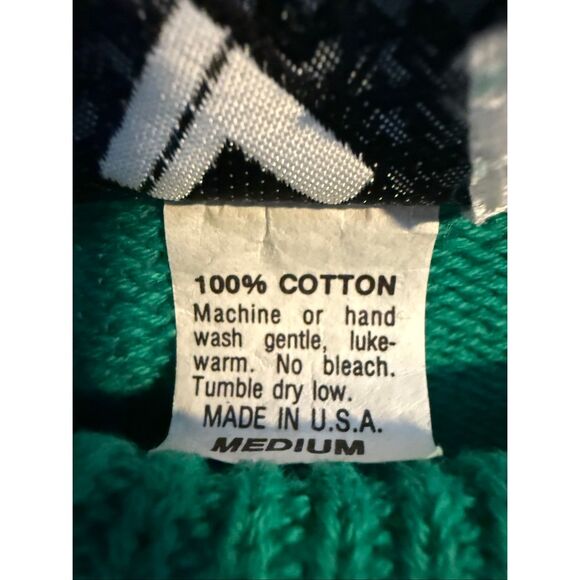 100% COTTON
Machine or hand
wash gentle, luke-
warm. No bleach.
Tumble dry low.
MADE IN U.S.A.
MEDIUM